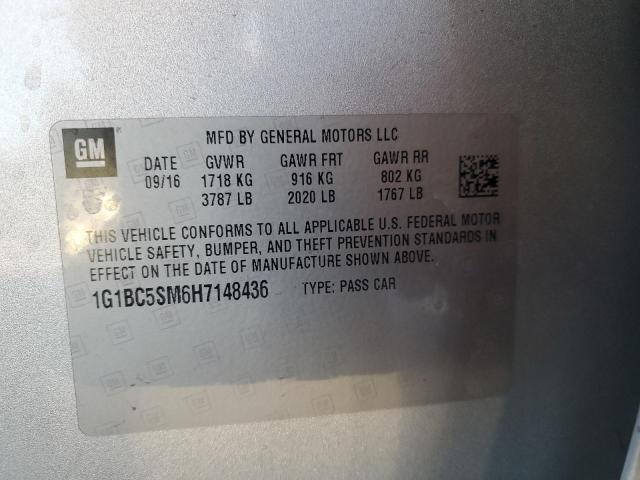 GM
MFD BY GENERAL MOTORS LLC
DATE GVWR GAWR FRT GAWR RR
09/16 1718 KG 916 KG 802 KG
3787 LB 2020 LB 1767 LB
THIS VEHICLE CONFORMS TO ALL APPLICABLE U.S. FEDERAL MOTOR
VEHICLE SAFETY, BUMPER, AND THEFT PREVENTION STANDARDS IN
EFFECT ON THE DATE OF MANUFACTURE SHOWN ABOVE.
1G1BC5SM6H7148436 TYPE: PASS CAR